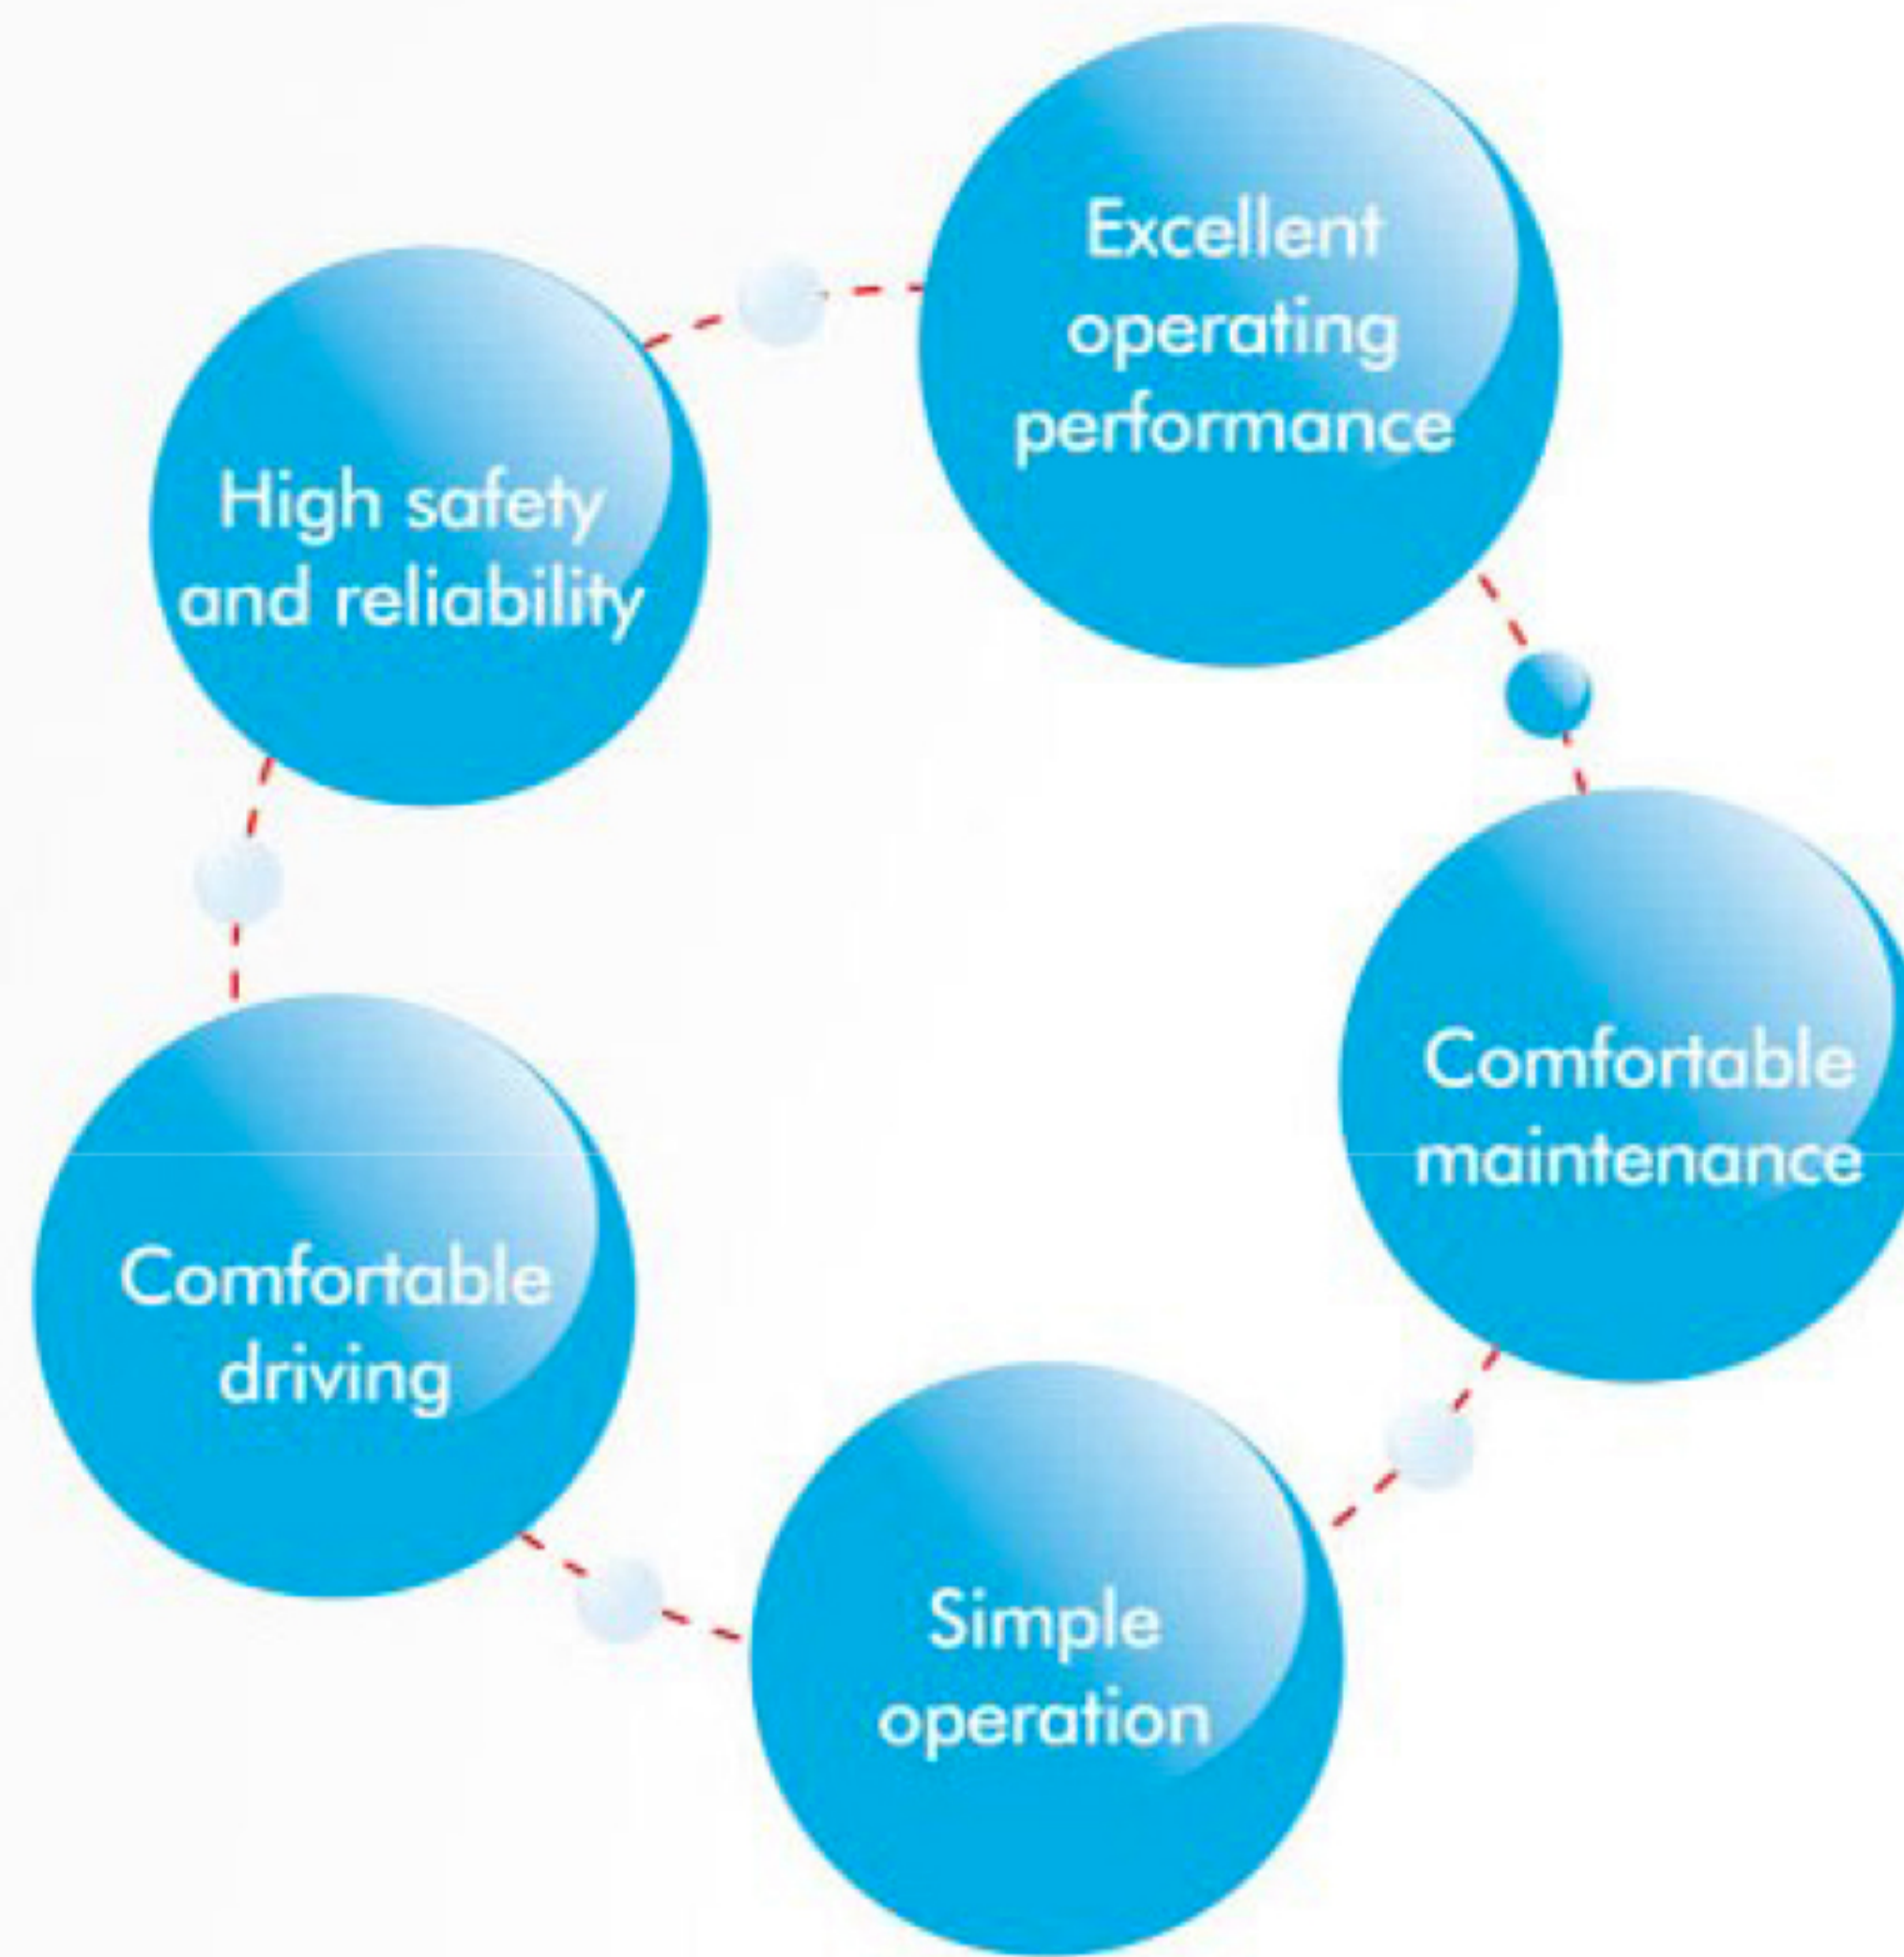 Excellent
operating
performance
High safety
and reliability
Comfortable
maintenance
Comfortable
driving
Simple
operation